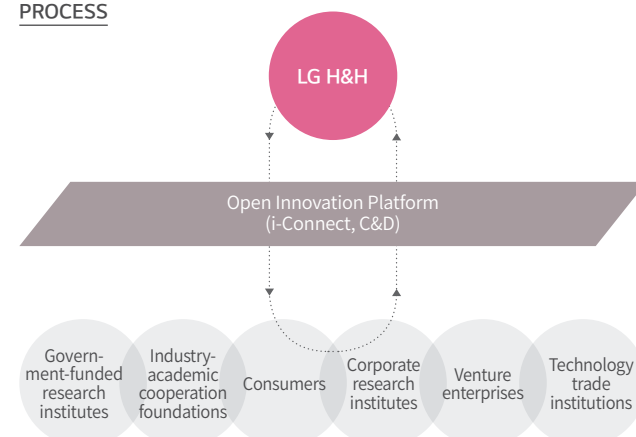 PROCESS
LG H&H
Open Innovation Platform
(i-Connect, C&D)
Govern-
ment-funded
research
institutes
Industry-
academic
cooperation
foundations
Consumers
Corporate
research
institutes
Venture
enterprises
Technology
trade
institutions